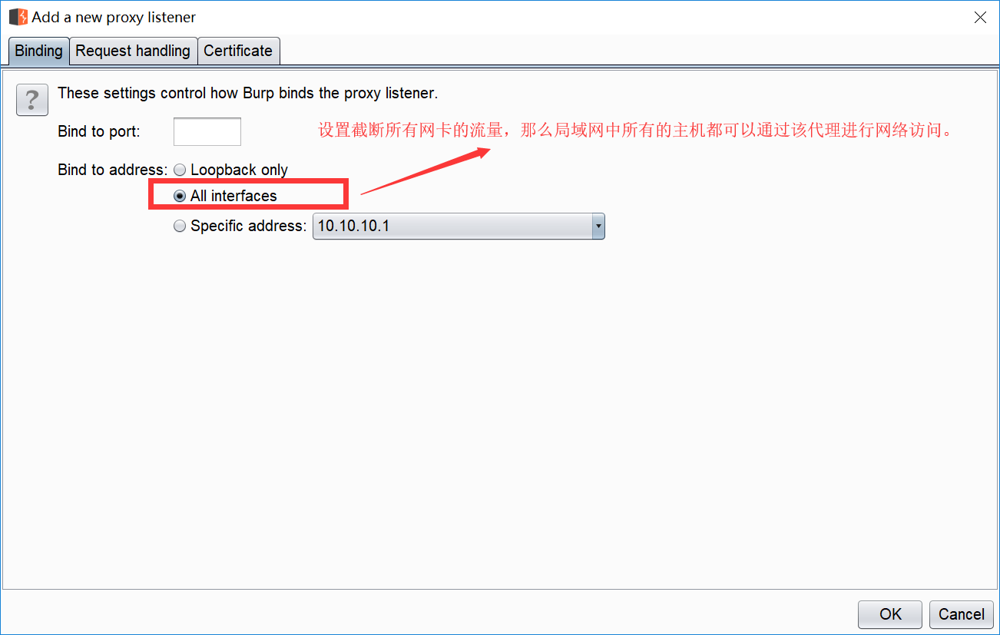 Add a new proxy listener
Binding Request handling Certificate
? These settings control how Burp binds the proxy listener.
Bind to port:
设置截断所有网卡的流量，那么局域网中所有的主机都可以通过该代理进行网络访问。
Bind to address: Loopback only
All interfaces
Specific address: 10.10.10.1
OK Cancel